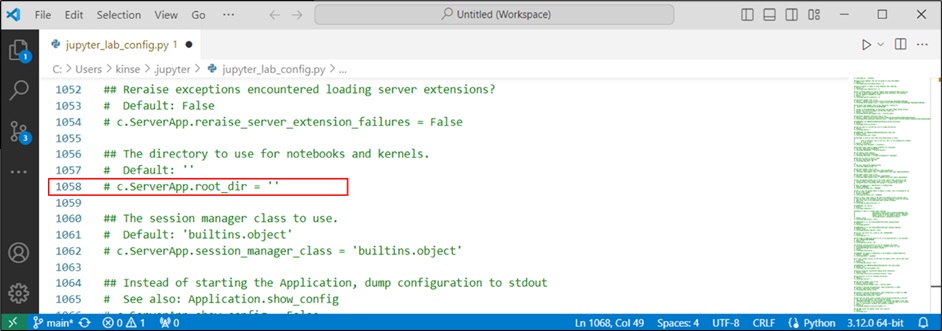 File Edit Selection View Go ··· Untitled (Workspace)
jupyter_lab_config.py 1
C: > Users > kinse > .jupyter > jupyter_lab_config.py > ...
1052 ## Reraise exceptions encountered loading server extensions?
1053 #  Default: False
1054 # c.ServerApp.reraise_server_extension_failures = False
1055
1056 ## The directory to use for notebooks and kernels.
1057 #  Default: ''
1058 # c.ServerApp.root_dir = ''
1059
1060 ## The session manager class to use.
1061 #  Default: 'builtins.object'
1062 # c.ServerApp.session_manager_class = 'builtins.object'
1063
1064 ## Instead of starting the Application, dump configuration to stdout
1065 #  See also: Application.show_config
1066 # c.ServerApp.show_config = False
1
3
main* 0 1 0 Ln 1068, Col 49 Spaces: 4 UTF-8 CRLF Python 3.12.0 64-bit